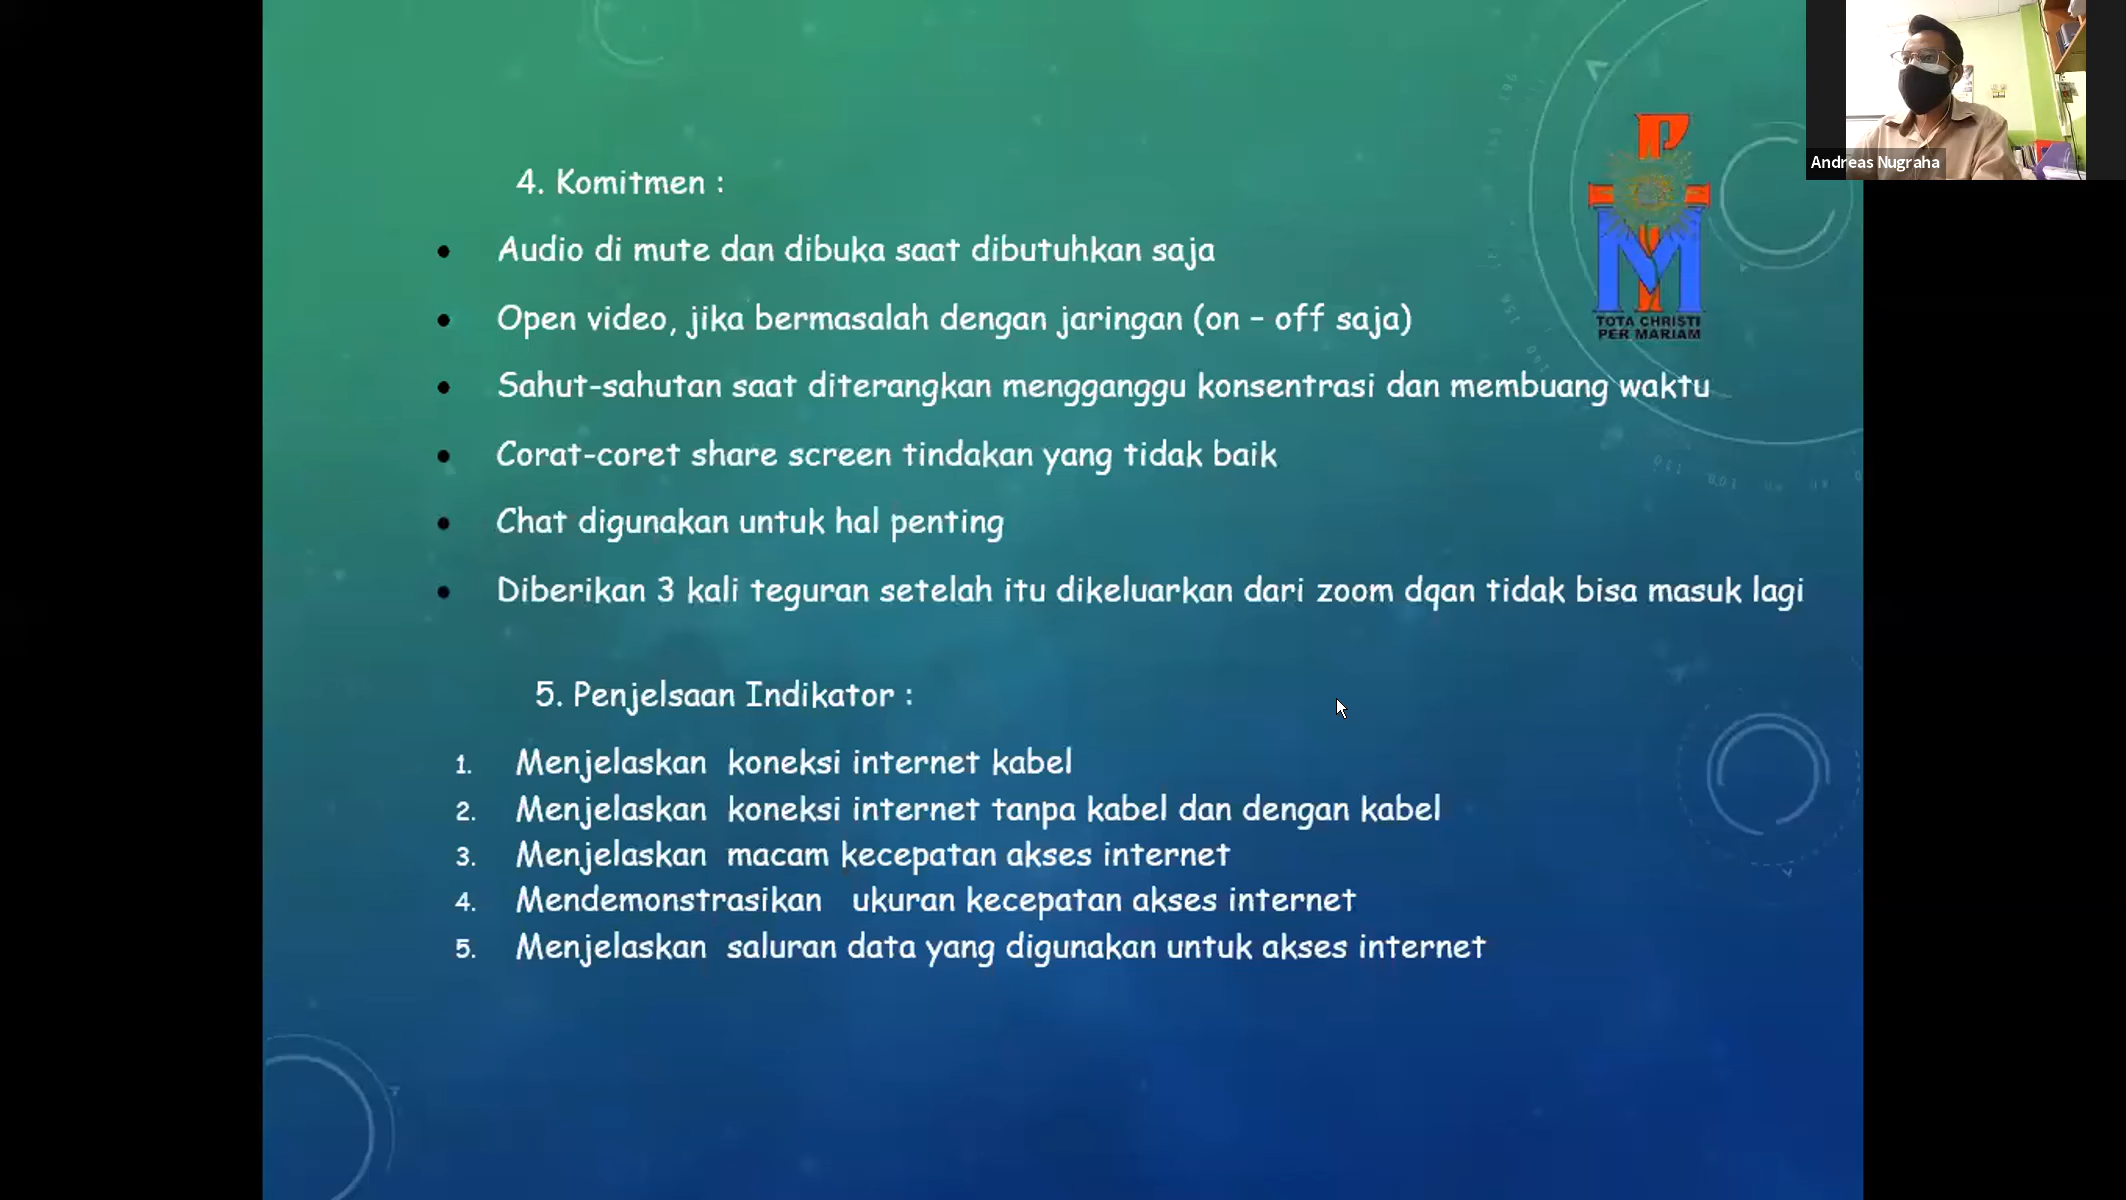 4. Komitmen :
• Audio di mute dan dibuka saat dibutuhkan saja
• Open video, jika bermasalah dengan jaringan (on – off saja)
• Sahut-sahutan saat diterangkan mengganggu konsentrasi dan membuang waktu
• Corat-coret share screen tindakan yang tidak baik
• Chat digunakan untuk hal penting
• Diberikan 3 kali teguran setelah itu dikeluarkan dari zoom dqan tidak bisa masuk lagi
5. Penjelsaan Indikator :
1. Menjelaskan koneksi internet kabel
2. Menjelaskan koneksi internet tanpa kabel dan dengan kabel
3. Menjelaskan macam kecepatan akses internet
4. Mendemonstrasikan ukuran kecepatan akses internet
5. Menjelaskan saluran data yang digunakan untuk akses internet
P
M
TOTA CHRISTI
PER MARIAM
Andreas Nugraha